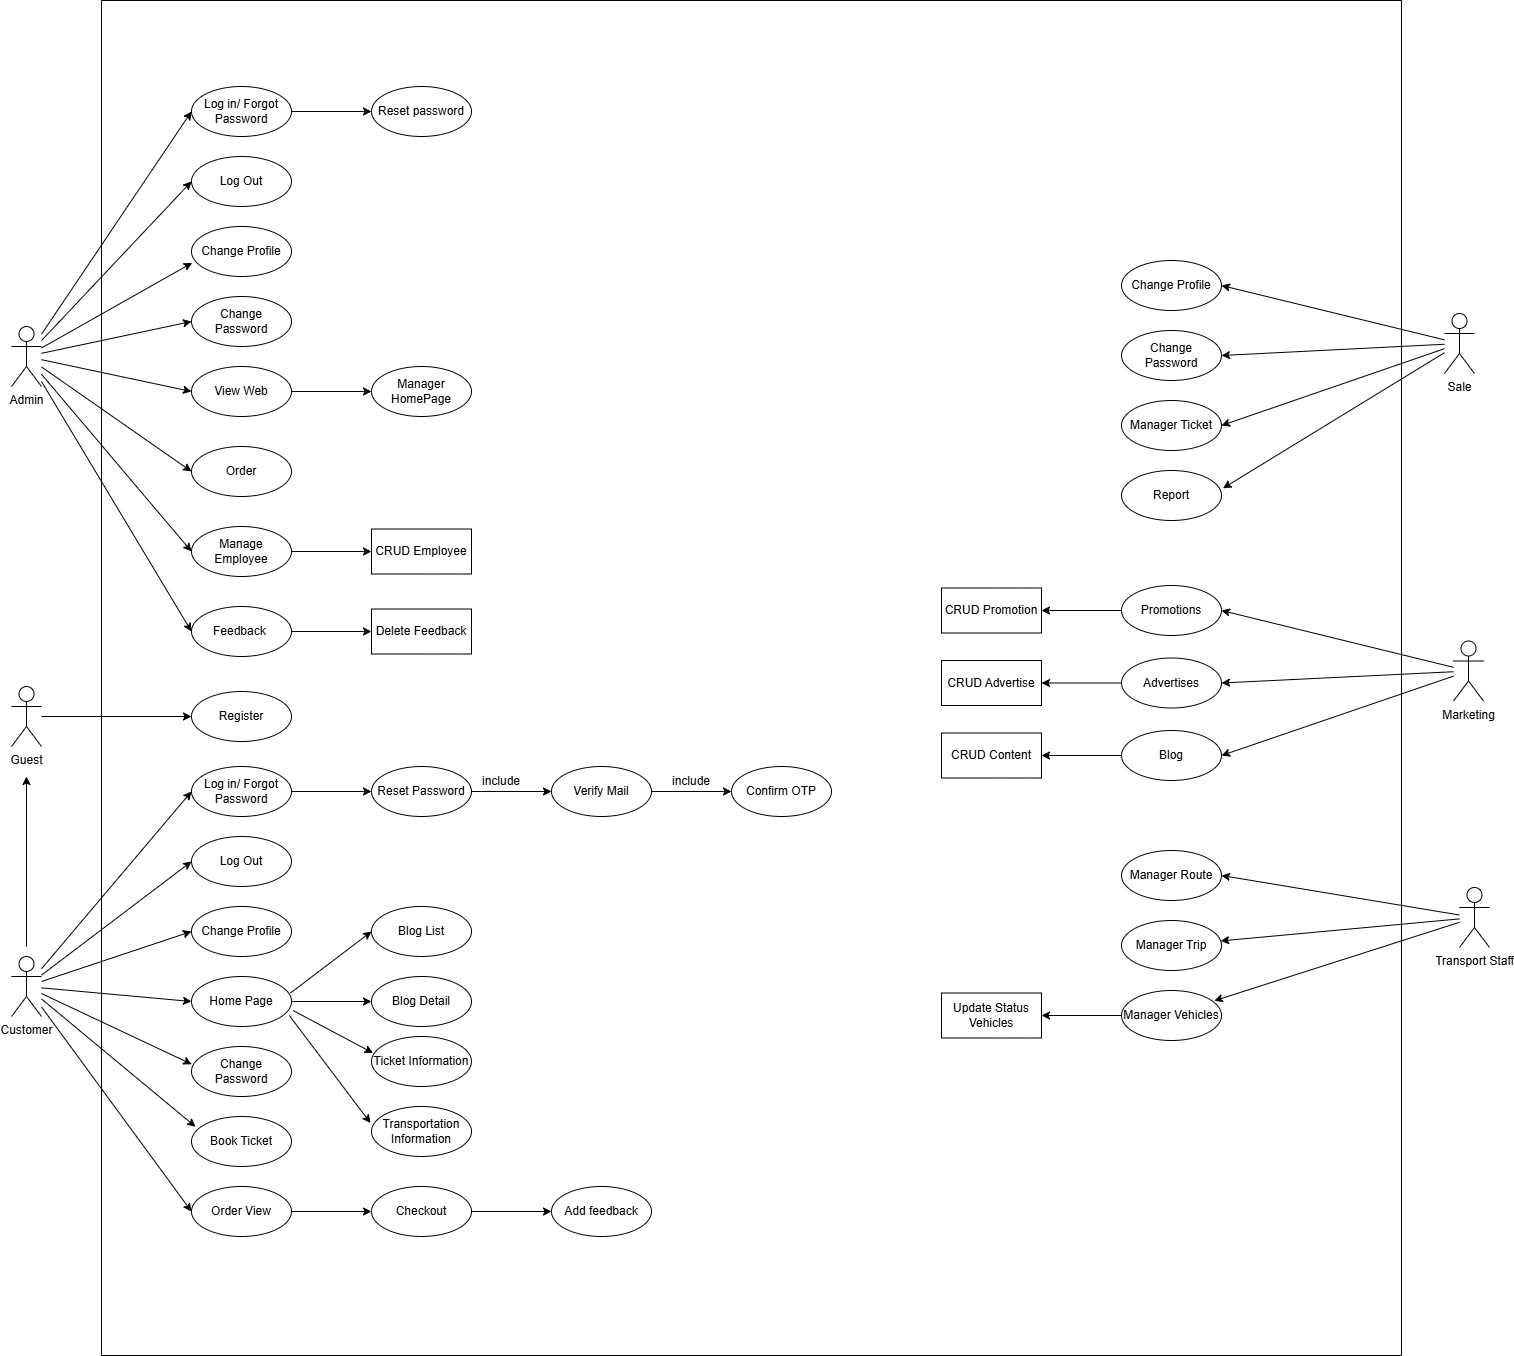 Log in/ Forgot
Password
Reset password
Log Out
Change Profile
Change
Password
Admin
View Web
Manager
HomePage
Order
Manage
Employee
CRUD Employee
Feedback
Delete Feedback
Guest
Register
Log in/ Forgot
Password
Reset Password
include
Verify Mail
include
Confirm OTP
Log Out
Change Profile
Blog List
Customer
Home Page
Blog Detail
Ticket Information
Transportation
Information
Change
Password
Book Ticket
Order View
Checkout
Add feedback
Change Profile
Change
Password
Sale
Manager Ticket
Report
CRUD Promotion
Promotions
CRUD Advertise
Advertises
Marketing
CRUD Content
Blog
Manager Route
Manager Trip
Transport Staff
Update Status
Vehicles
Manager Vehicles